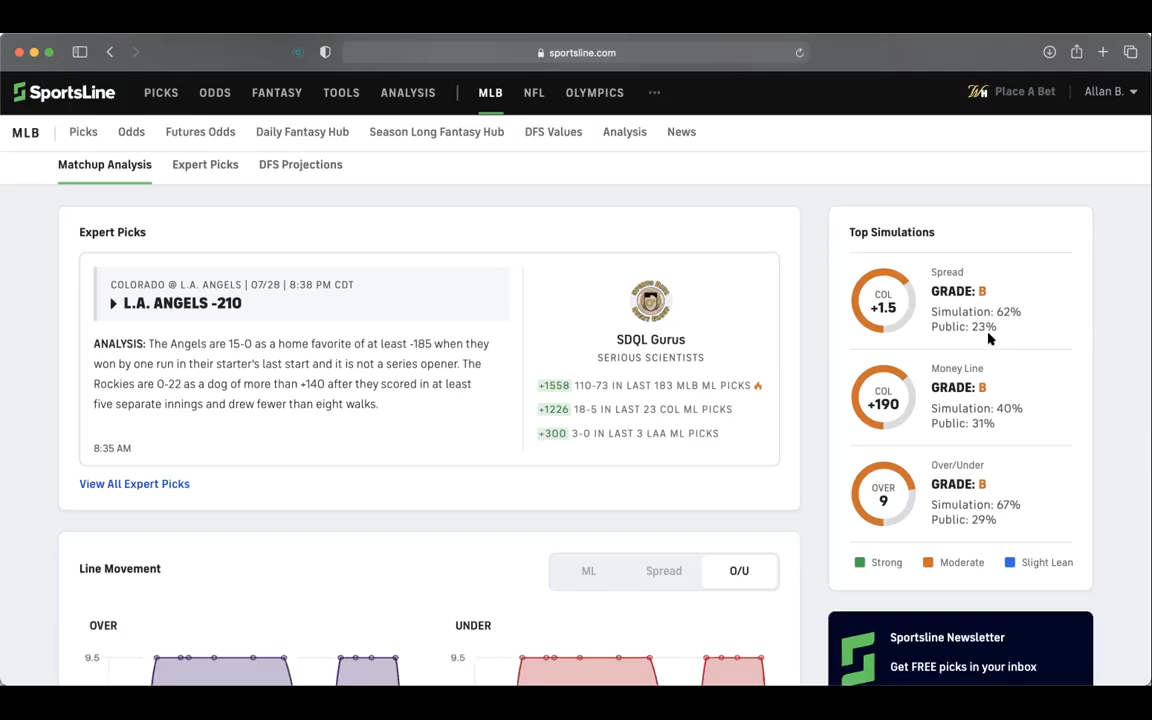 sportsline.com
SportsLine PICKS ODDS FANTASY TOOLS ANALYSIS MLB NFL OLYMPICS ··· WH Place A Bet Allan B.
MLB Picks Odds Futures Odds Daily Fantasy Hub Season Long Fantasy Hub DFS Values Analysis News
Matchup Analysis Expert Picks DFS Projections
Expert Picks
COLORADO @ L.A. ANGELS | 07/28 | 8:38 PM CDT
L.A. ANGELS -210
ANALYSIS: The Angels are 15-0 as a home favorite of at least -185 when they
won by one run in their starter's last start and it is not a series opener. The
Rockies are 0-22 as a dog of more than +140 after they scored in at least
five separate innings and drew fewer than eight walks.
8:35 AM
SDQL Gurus
SERIOUS SCIENTISTS
+1558 110-73 IN LAST 183 MLB ML PICKS
+1226 18-5 IN LAST 23 COL ML PICKS
+300 3-0 IN LAST 3 LAA ML PICKS
View All Expert Picks
Line Movement
ML Spread O/U
OVER
9.5
UNDER
9.5
Top Simulations
COL
+1.5
Spread
GRADE: B
Simulation: 62%
Public: 23%
COL
+190
Money Line
GRADE: B
Simulation: 40%
Public: 31%
OVER
9
Over/Under
GRADE: B
Simulation: 67%
Public: 29%
Strong Moderate Slight Lean
Sportsline Newsletter
Get FREE picks in your inbox